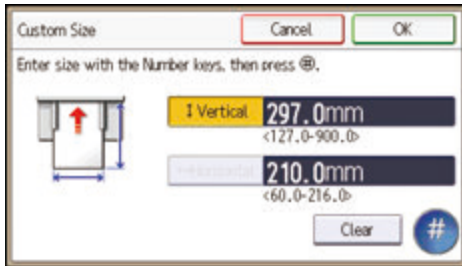 Custom Size
Cancel
OK
Enter size with the Number keys, then press #.
Vertical
297.0mm
<127.0-900.0>
Horizontal
210.0mm
<60.0-216.0>
Clear
#